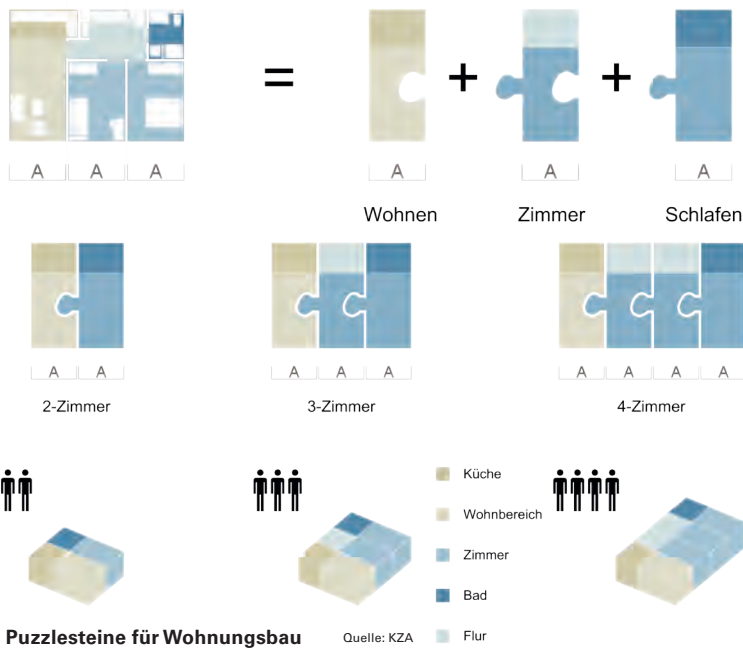 = + +
A A A A A A
Wohnen Zimmer Schlafen
A A A A A A A A A
2-Zimmer 3-Zimmer 4-Zimmer
Küche
Wohnbereich
Zimmer
Bad
Flur
Puzzlesteine für Wohnungsbau Quelle: KZA